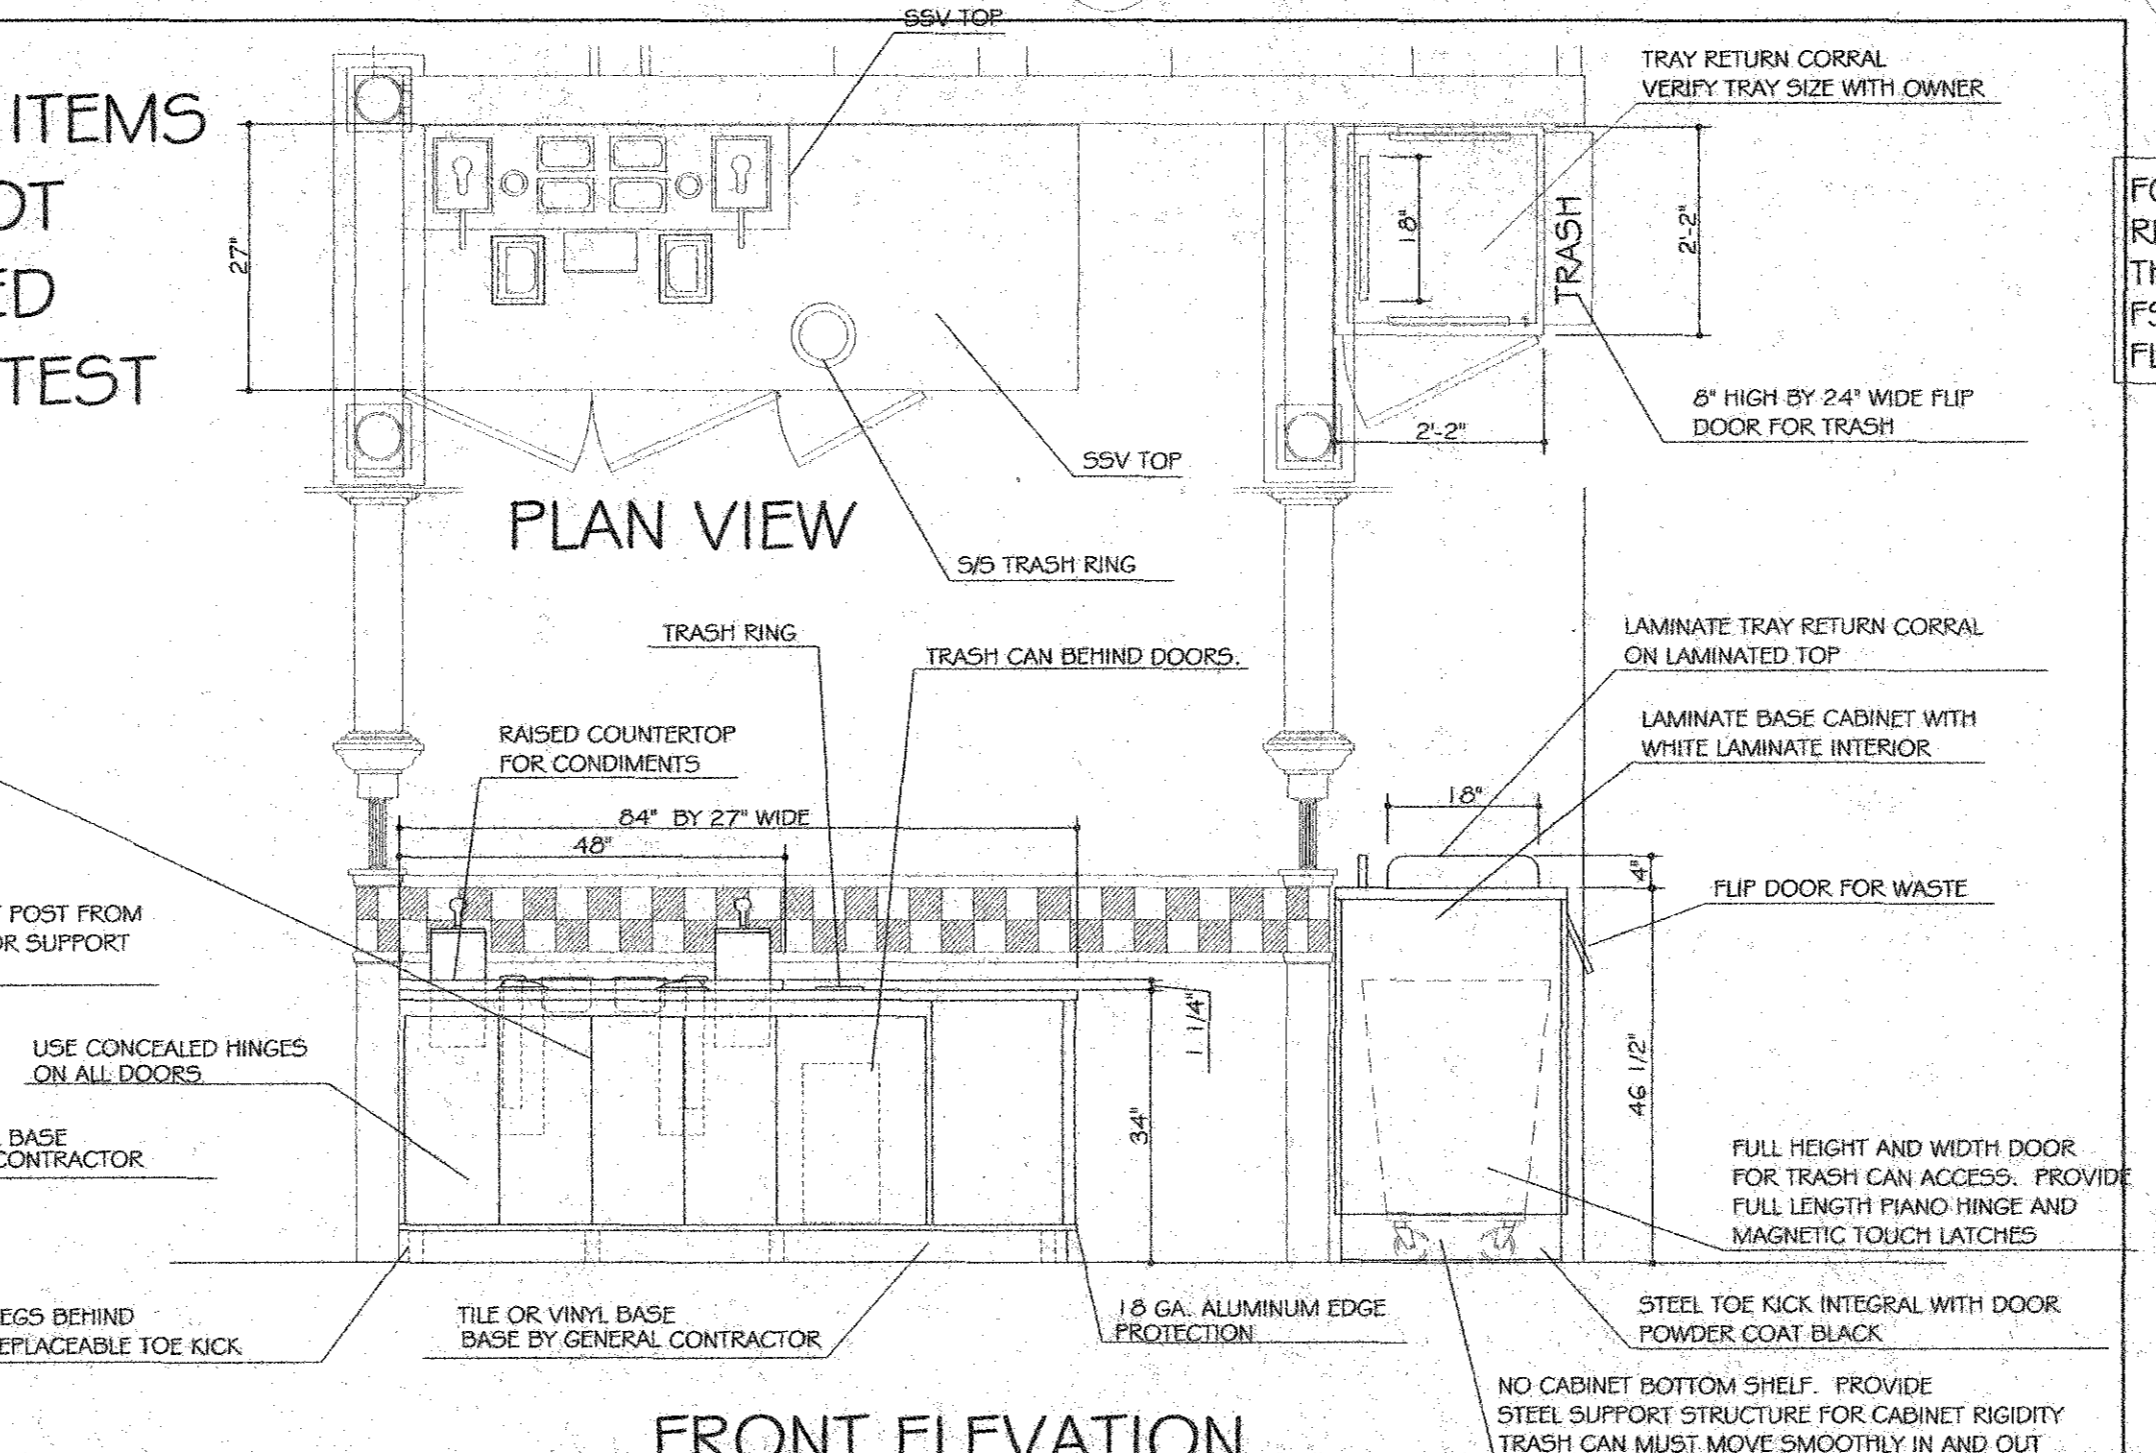 SSV TOP
ITEMS
OT
ED
TEST
27"
TRAY RETURN CORRAL
VERIFY TRAY SIZE WITH OWNER
18"
TRASH
2'-2"
2'-2"
8" HIGH BY 24" WIDE FLIP
DOOR FOR TRASH
SSV TOP
PLAN VIEW
S/S TRASH RING
TRASH RING
TRASH CAN BEHIND DOORS.
LAMINATE TRAY RETURN CORRAL
ON LAMINATED TOP
RAISED COUNTERTOP
FOR CONDIMENTS
LAMINATE BASE CABINET WITH
WHITE LAMINATE INTERIOR
84" BY 27" WIDE
48"
18"
4"
FLIP DOOR FOR WASTE
POST FROM
OR SUPPORT
1 1/4"
34"
46 1/2"
USE CONCEALED HINGES
ON ALL DOORS
BASE
CONTRACTOR
FULL HEIGHT AND WIDTH DOOR
FOR TRASH CAN ACCESS. PROVIDE
FULL LENGTH PIANO HINGE AND
MAGNETIC TOUCH LATCHES
EGS BEHIND
EPLACEABLE TOE KICK
TILE OR VINYL BASE
BASE BY GENERAL CONTRACTOR
18 GA. ALUMINUM EDGE
PROTECTION
STEEL TOE KICK INTEGRAL WITH DOOR
POWDER COAT BLACK
NO CABINET BOTTOM SHELF. PROVIDE
STEEL SUPPORT STRUCTURE FOR CABINET RIGIDITY
TRASH CAN MUST MOVE SMOOTHLY IN AND OUT
FRONT ELEVATION